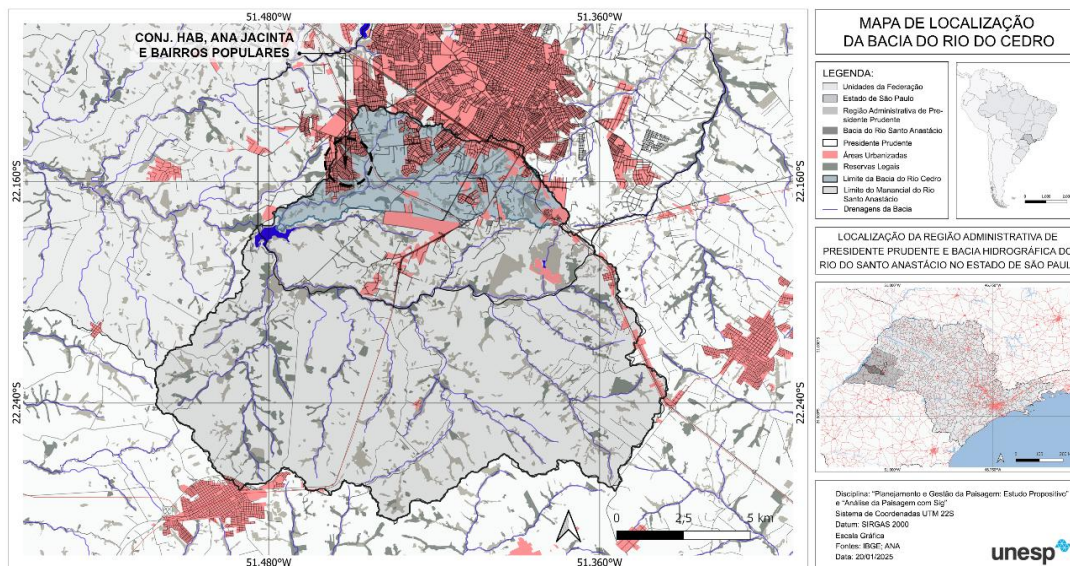 51.480°W
51.360°W
CONJ. HAB, ANA JACINTA
E BAIRROS POPULARES
22.160°S
22.160°S
22.240°S
22.240°S
0 2,5 5 km
51.480°W
51.360°W
MAPA DE LOCALIZAÇÃO
DA BACIA DO RIO DO CEDRO
LEGENDA:
Unidades da Federação
Estado de São Paulo
Região Administrativa de Pre-
sidente Prudente
Bacia do Rio Santo Anastácio
Presidente Prudente
Áreas Urbanizadas
Reservas Legais
Limite da Bacia do Rio Cedro
Limite do Manancial do Rio
Santo Anastácio
Drenagens da Bacia
LOCALIZAÇÃO DA REGIÃO ADMINISTRATIVA DE
PRESIDENTE PRUDENTE E BACIA HIDROGRÁFICA DO
RIO DO SANTO ANASTÁCIO NO ESTADO DE SÃO PAUL
Disciplina: "Planejamento e Gestão da Paisagem: Estudo Propositivo"
e "Análise da Paisagem com Sig"
Sistema de Coordenadas UTM 22S
Datum: SIRGAS 2000
Escala Gráfica
Fontes: IBGE; ANA
Data: 20/01/2025
unesp